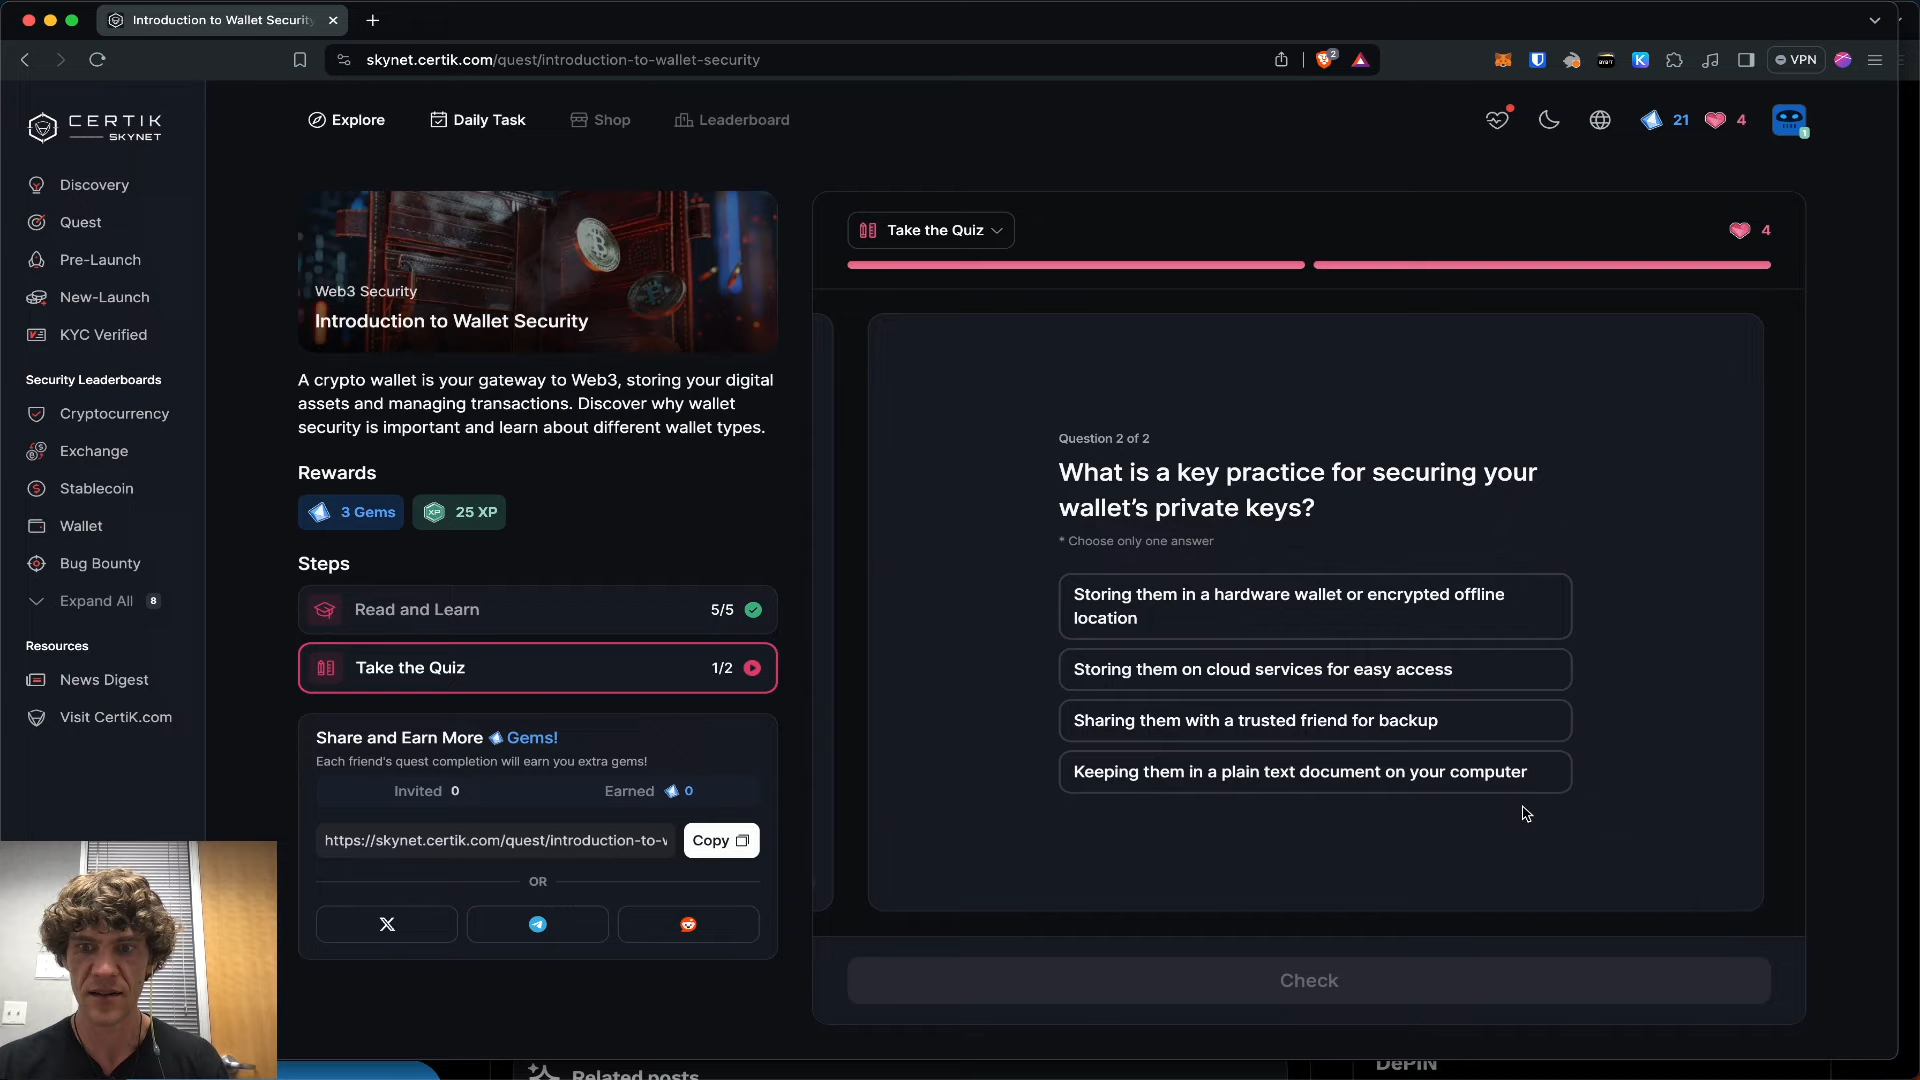 Introduction to Wallet Security
skynet.certik.com/quest/introduction-to-wallet-security
2
VPN
CERTIK
SKYNET
Explore
Daily Task
Shop
Leaderboard
21
4
1
Discovery
Quest
Pre-Launch
New-Launch
KYC Verified
Security Leaderboards
Cryptocurrency
Exchange
Stablecoin
Wallet
Bug Bounty
Expand All 8
Resources
News Digest
Visit CertiK.com
Web3 Security
Introduction to Wallet Security
A crypto wallet is your gateway to Web3, storing your digital
assets and managing transactions. Discover why wallet
security is important and learn about different wallet types.
Rewards
3 Gems
XP 25 XP
Steps
Read and Learn 5/5
Take the Quiz 1/2
Share and Earn More Gems!
Each friend's quest completion will earn you extra gems!
Invited 0
Earned 0
https://skynet.certik.com/quest/introduction-to-w
Copy
OR
Take the Quiz
4
Question 2 of 2
What is a key practice for securing your
wallet’s private keys?
* Choose only one answer
Storing them in a hardware wallet or encrypted offline
location
Storing them on cloud services for easy access
Sharing them with a trusted friend for backup
Keeping them in a plain text document on your computer
Check
Related posts
DePIN